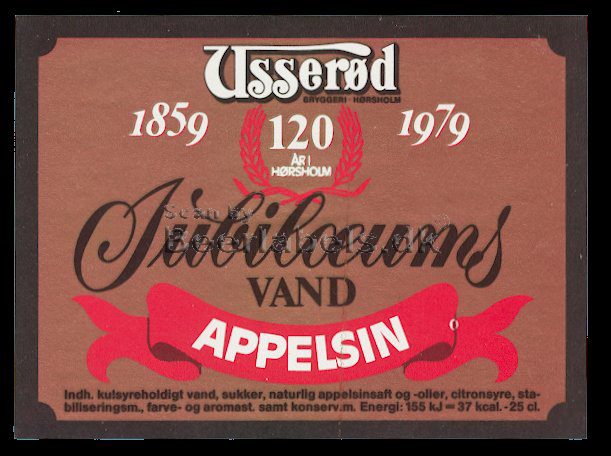 Usserød
BRYGGERI · HØRSHOLM
1859 120 1979
ÅR I
HØRSHOLM
Scan by
Beerlabels.dk
Jubilæums
VAND
APPELSIN
Indh. kulsyreholdigt vand, sukker, naturlig appelsinsaft og -olier, citronsyre, sta-
biliseringsm., farve- og aromast. samt konserv.m. Energi: 155 kJ = 37 kcal.-25 cl.